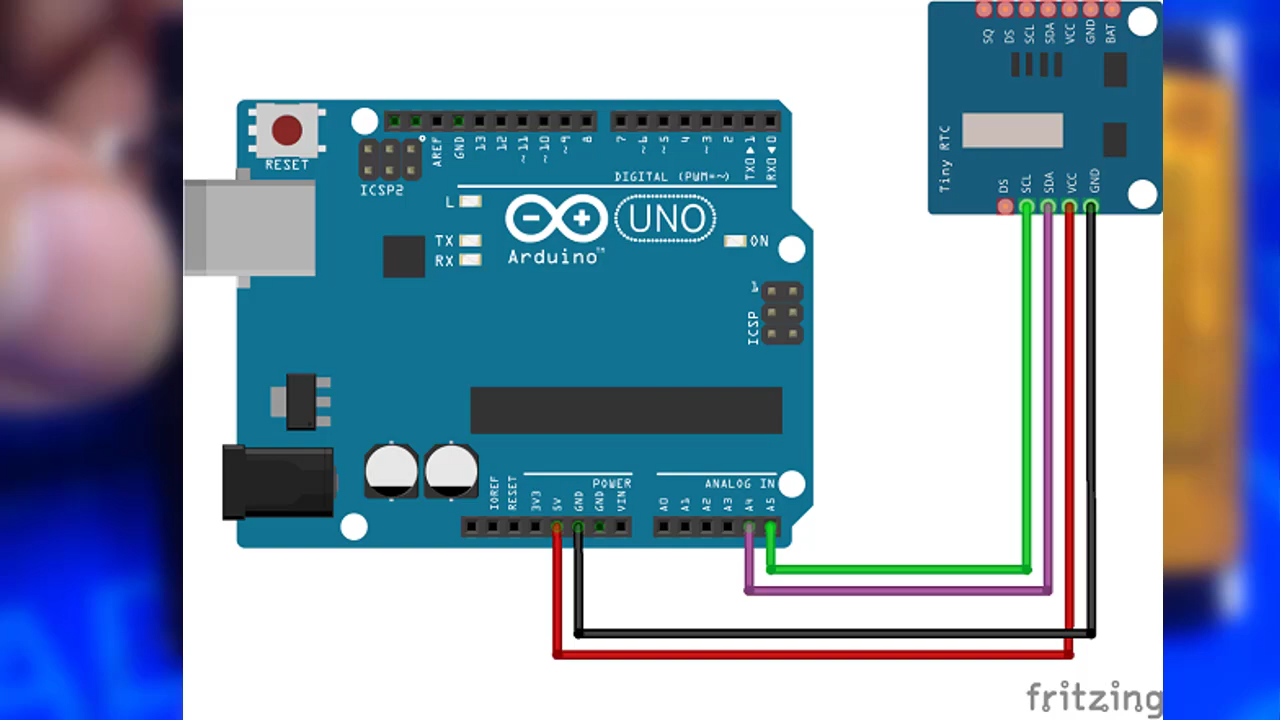 SQ DS SCL SDA VCC GND BAT
Tiny RTC
DS SCL SDA VCC GND
RESET
ICSP2
AREF GND 13 12 ~11 ~10 ~9 8 7 ~6 ~5 4 ~3 2 TX0▶1 RX0◀0
DIGITAL (PWM=~)
L
TX
RX
UNO
Arduino™
ON
1
ICSP
POWER
ANALOG IN
IOREF RESET 3V3 5V GND GND VIN A0 A1 A2 A3 A4 A5
fritzing